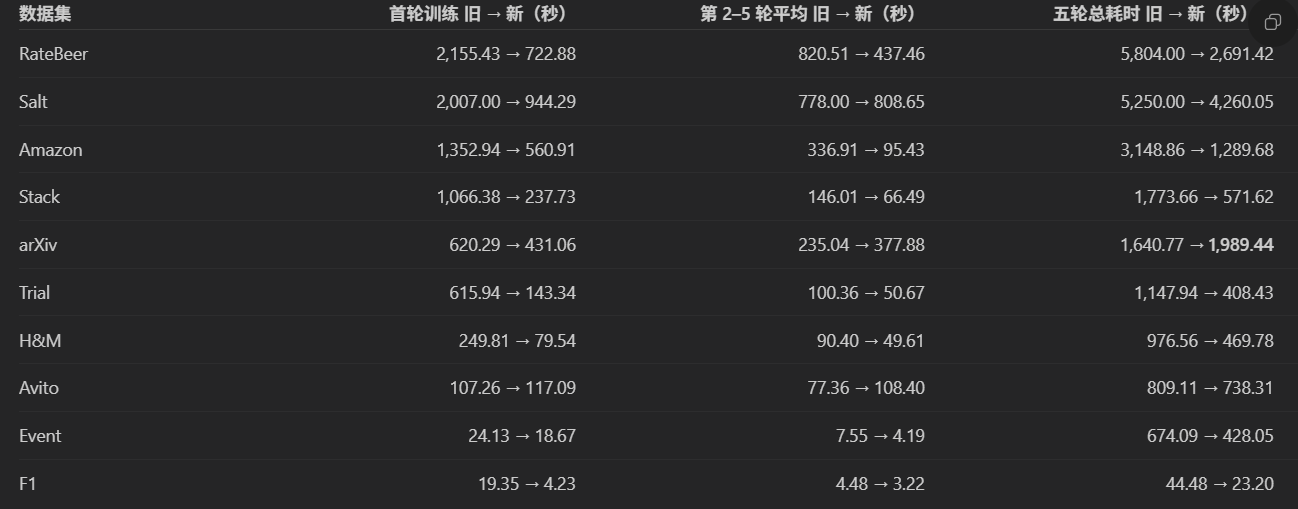 数据集 首轮训练 旧 → 新（秒） 第 2–5 轮平均 旧 → 新（秒） 五轮总耗时 旧 → 新（秒）
RateBeer 2,155.43 → 722.88 820.51 → 437.46 5,804.00 → 2,691.42
Salt 2,007.00 → 944.29 778.00 → 808.65 5,250.00 → 4,260.05
Amazon 1,352.94 → 560.91 336.91 → 95.43 3,148.86 → 1,289.68
Stack 1,066.38 → 237.73 146.01 → 66.49 1,773.66 → 571.62
arXiv 620.29 → 431.06 235.04 → 377.88 1,640.77 → 1,989.44
Trial 615.94 → 143.34 100.36 → 50.67 1,147.94 → 408.43
H&M 249.81 → 79.54 90.40 → 49.61 976.56 → 469.78
Avito 107.26 → 117.09 77.36 → 108.40 809.11 → 738.31
Event 24.13 → 18.67 7.55 → 4.19 674.09 → 428.05
F1 19.35 → 4.23 4.48 → 3.22 44.48 → 23.20